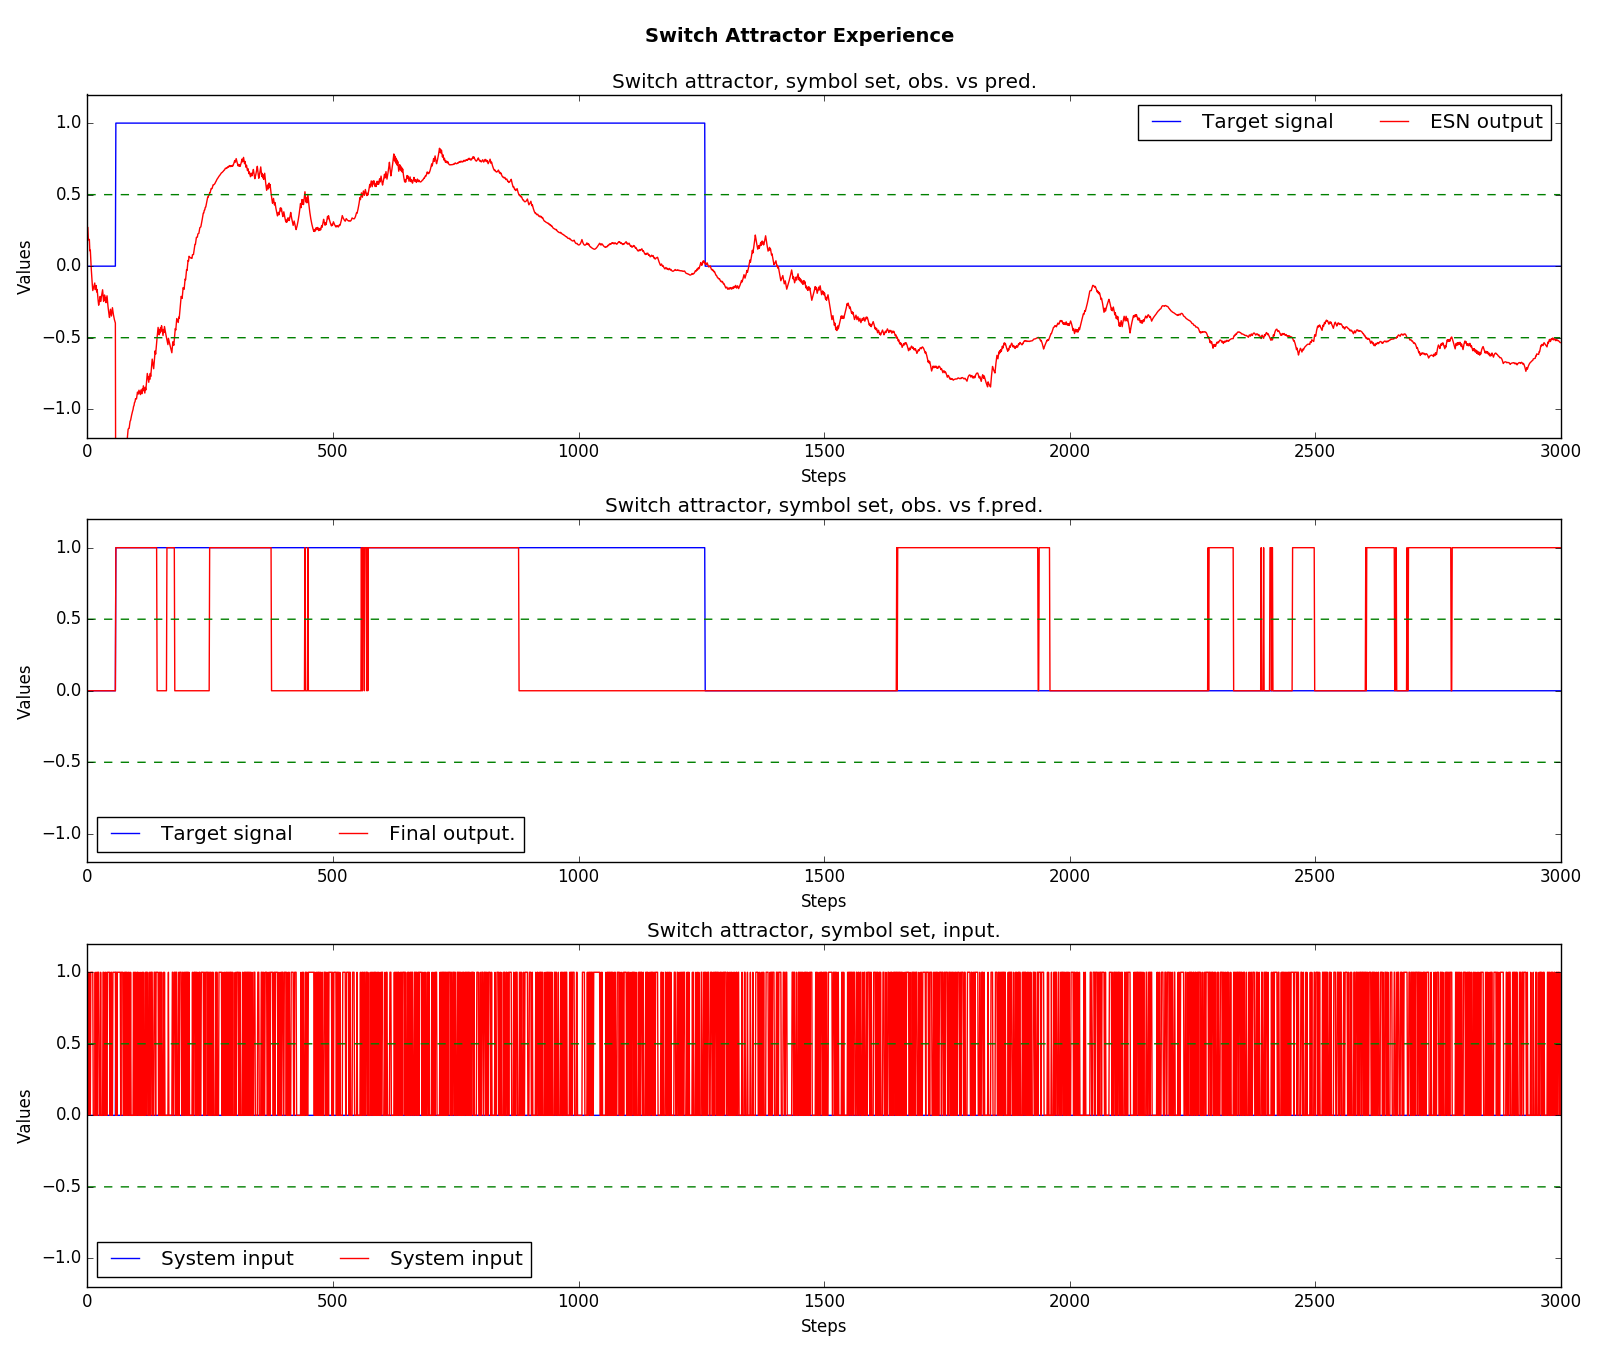 Switch Attractor Experience
Switch attractor, symbol set, obs. vs pred.
Target signal ESN output
Values
1.0
0.5
0.0
−0.5
−1.0
0 500 1000 1500 2000 2500 3000
Steps
Switch attractor, symbol set, obs. vs f.pred.
Values
1.0
0.5
0.0
−0.5
−1.0
Target signal Final output.
0 500 1000 1500 2000 2500 3000
Steps
Switch attractor, symbol set, input.
Values
1.0
0.5
0.0
−0.5
−1.0
System input System input
0 500 1000 1500 2000 2500 3000
Steps